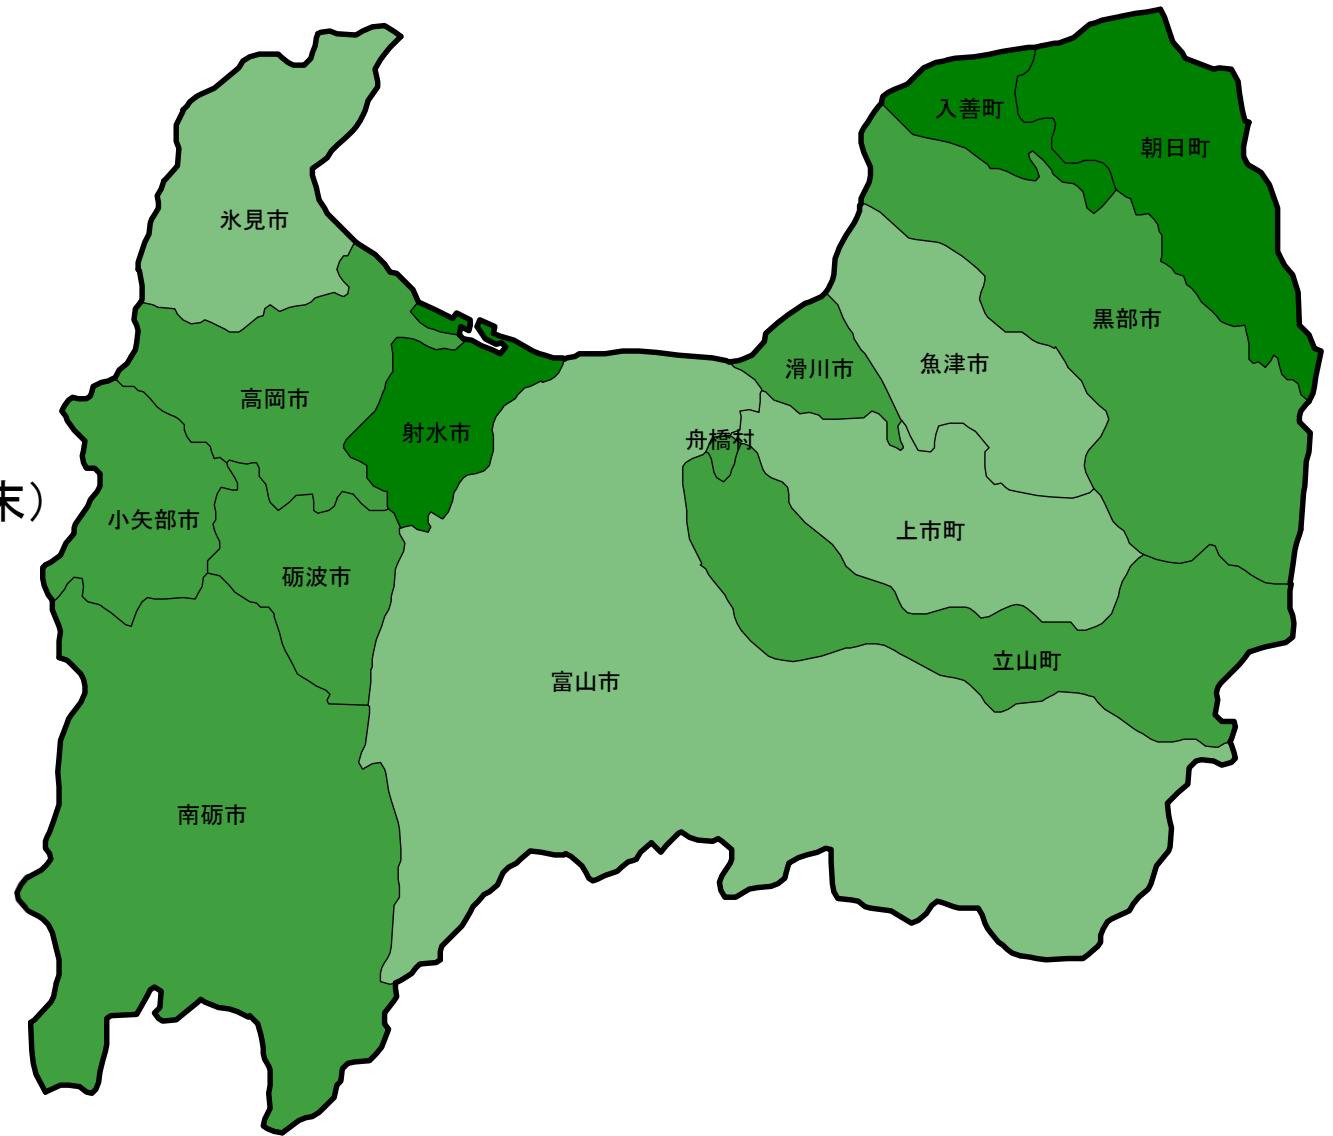 入善町
朝日町
氷見市
黒部市
魚津市
滑川市
高岡市
射水市
舟橋村
末）
小矢部市
上市町
砺波市
立山町
富山市
南砺市